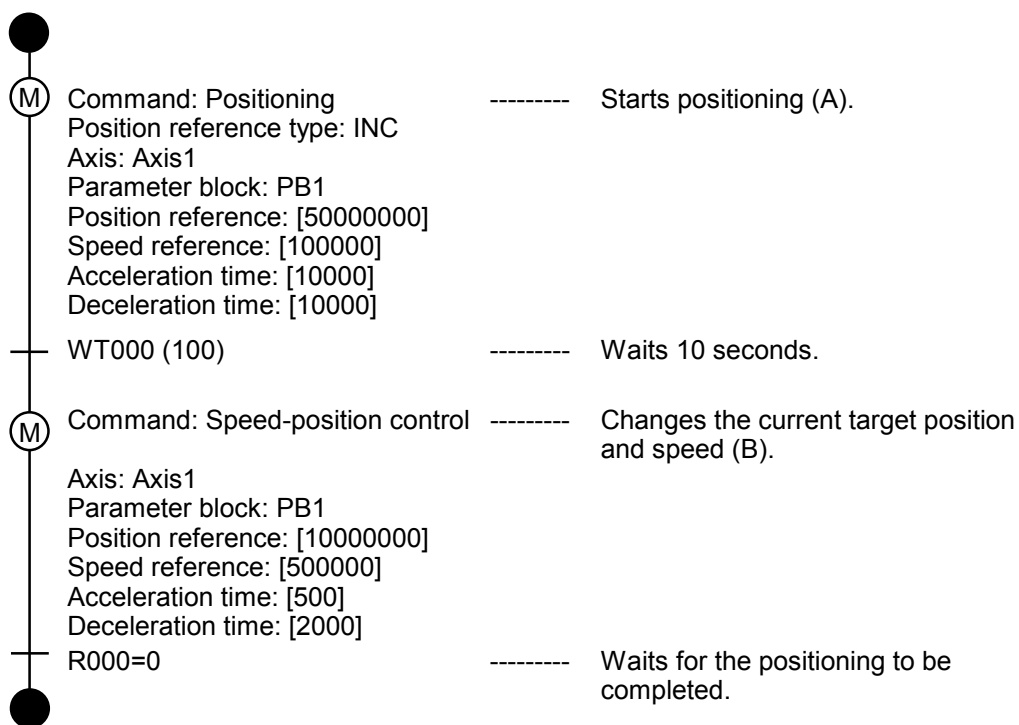 M Command: Positioning --------- Starts positioning (A).
Position reference type: INC
Axis: Axis1
Parameter block: PB1
Position reference: [50000000]
Speed reference: [100000]
Acceleration time: [10000]
Deceleration time: [10000]
WT000 (100) --------- Waits 10 seconds.
M Command: Speed-position control --------- Changes the current target position
and speed (B).
Axis: Axis1
Parameter block: PB1
Position reference: [10000000]
Speed reference: [500000]
Acceleration time: [500]
Deceleration time: [2000]
R000=0 --------- Waits for the positioning to be
completed.